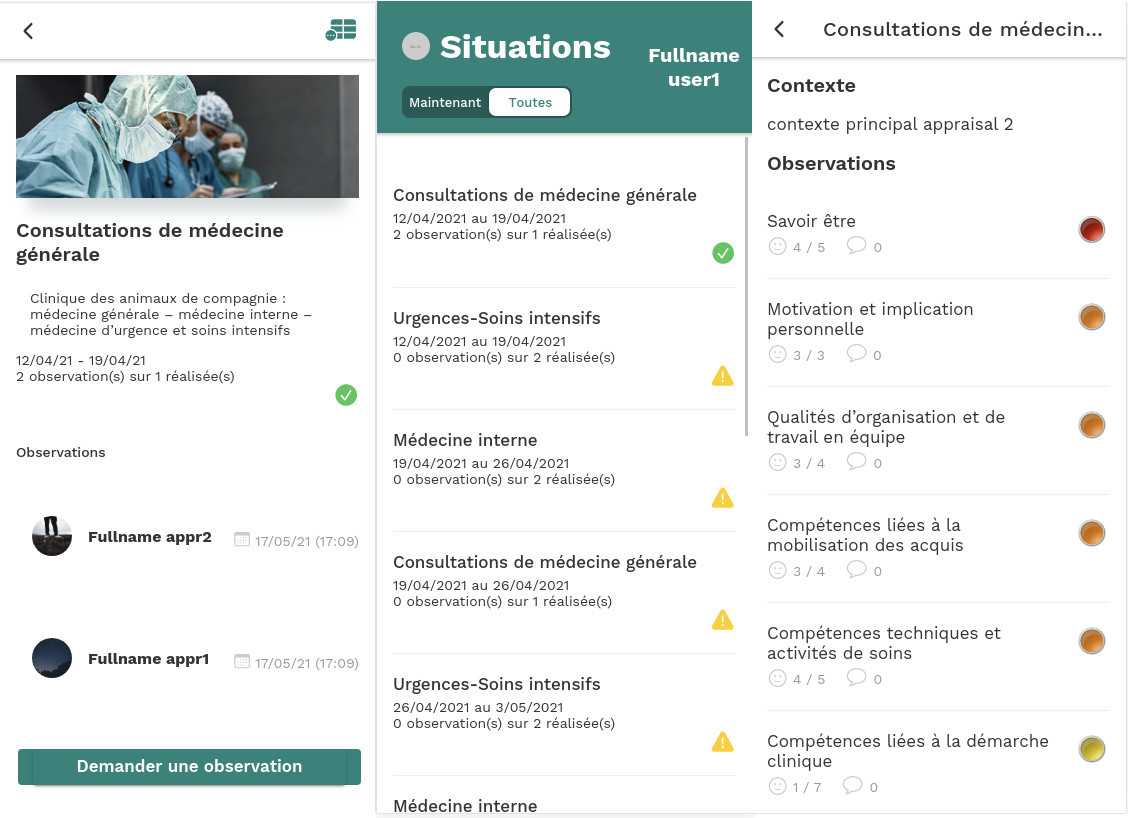 Consultations de médecine
générale
Clinique des animaux de compagnie :
médecine générale – médecine interne –
médecine d’urgence et soins intensifs
12/04/21 - 19/04/21
2 observation(s) sur 1 réalisée(s)
Observations
Fullname appr2
17/05/21 (17:09)
Fullname appr1
17/05/21 (17:09)
Demander une observation
Situations
Fullname
user1
Maintenant
Toutes
Consultations de médecine générale
12/04/2021 au 19/04/2021
2 observation(s) sur 1 réalisée(s)
Urgences-Soins intensifs
12/04/2021 au 19/04/2021
0 observation(s) sur 2 réalisée(s)
Médecine interne
19/04/2021 au 26/04/2021
0 observation(s) sur 2 réalisée(s)
Consultations de médecine générale
19/04/2021 au 26/04/2021
0 observation(s) sur 1 réalisée(s)
Urgences-Soins intensifs
26/04/2021 au 3/05/2021
0 observation(s) sur 2 réalisée(s)
Médecine interne
Consultations de médecin...
Contexte
contexte principal appraisal 2
Observations
Savoir être
4 / 5 0
Motivation et implication
personnelle
3 / 3 0
Qualités d’organisation et de
travail en équipe
3 / 4 0
Compétences liées à la
mobilisation des acquis
3 / 4 0
Compétences techniques et
activités de soins
4 / 5 0
Compétences liées à la démarche
clinique
1 / 7 0